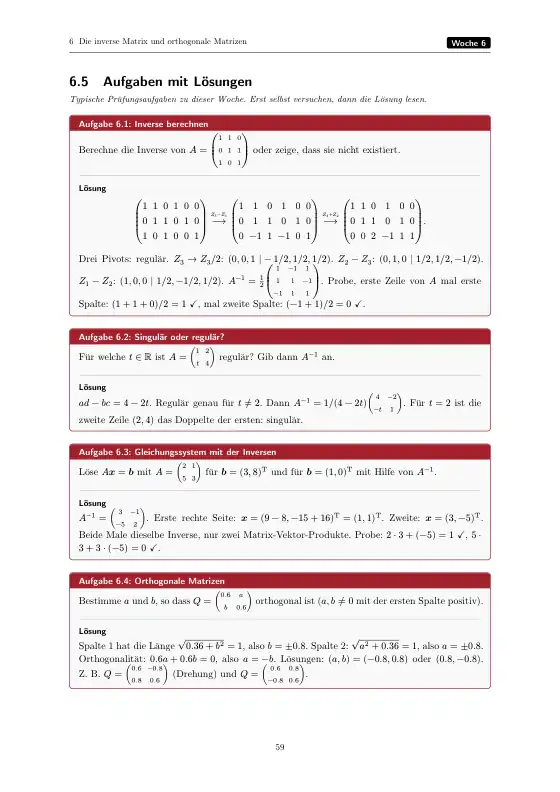 6 Die inverse Matrix und orthogonale Matrizen
Woche 6
6.5 Aufgaben mit Lösungen
Typische Prüfungsaufgaben zu dieser Woche. Erst selbst versuchen, dann die Lösung lesen.
Aufgabe 6.1: Inverse berechnen
Berechne die Inverse von A = (1 1 0; 0 1 1; 1 0 1) oder zeige, dass sie nicht existiert.
Lösung
(1 1 0 1 0 0; 0 1 1 0 1 0; 1 0 1 0 0 1) Z₃−Z₁ → (1 1 0 1 0 0; 0 1 1 0 1 0; 0 −1 1 −1 0 1) Z₃+Z₂ → (1 1 0 1 0 0; 0 1 1 0 1 0; 0 0 2 −1 1 1).
Drei Pivots: regulär. Z₃ → Z₃/2: (0, 0, 1 | − 1/2, 1/2, 1/2). Z₂ − Z₃: (0, 1, 0 | 1/2, 1/2, −1/2).
Z₁ − Z₂: (1, 0, 0 | 1/2, −1/2, 1/2). A⁻¹ = ½ (1 −1 1; 1 1 −1; −1 1 1). Probe, erste Zeile von A mal erste
Spalte: (1 + 1 + 0)/2 = 1 ✓, mal zweite Spalte: (−1 + 1)/2 = 0 ✓.
Aufgabe 6.2: Singulär oder regulär?
Für welche t ∈ ℝ ist A = (1 2; t 4) regulär? Gib dann A⁻¹ an.
Lösung
ad − bc = 4 − 2t. Regulär genau für t ≠ 2. Dann A⁻¹ = 1/(4 − 2t) (4 −2; −t 1). Für t = 2 ist die
zweite Zeile (2, 4) das Doppelte der ersten: singulär.
Aufgabe 6.3: Gleichungssystem mit der Inversen
Löse Ax = b mit A = (2 1; 5 3) für b = (3, 8)ᵀ und für b = (1, 0)ᵀ mit Hilfe von A⁻¹.
Lösung
A⁻¹ = (3 −1; −5 2). Erste rechte Seite: x = (9 − 8, −15 + 16)ᵀ = (1, 1)ᵀ. Zweite: x = (3, −5)ᵀ.
Beide Male dieselbe Inverse, nur zwei Matrix-Vektor-Produkte. Probe: 2 · 3 + (−5) = 1 ✓, 5 ·
3 + 3 · (−5) = 0 ✓.
Aufgabe 6.4: Orthogonale Matrizen
Bestimme a und b, so dass Q = (0.6 a; b 0.6) orthogonal ist (a, b ≠ 0 mit der ersten Spalte positiv).
Lösung
Spalte 1 hat die Länge √(0.36 + b²) = 1, also b = ±0.8. Spalte 2: √(a² + 0.36) = 1, also a = ±0.8.
Orthogonalität: 0.6a + 0.6b = 0, also a = −b. Lösungen: (a, b) = (−0.8, 0.8) oder (0.8, −0.8).
Z. B. Q = (0.6 −0.8; 0.8 0.6) (Drehung) und Q = (0.6 0.8; −0.8 0.6).
59